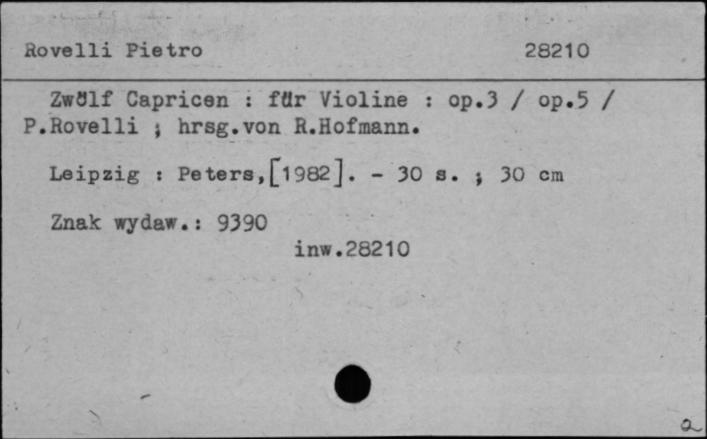 Rovelli Pietro 28210
Zwölf Capricen : für Violine : op.3 / op.5 /
P.Rovelli ; hrsg.von R.Hofmann.
Leipzig : Peters,[1982]. - 30 s. ; 30 cm
Znak wydaw.: 9390
inw.28210
a